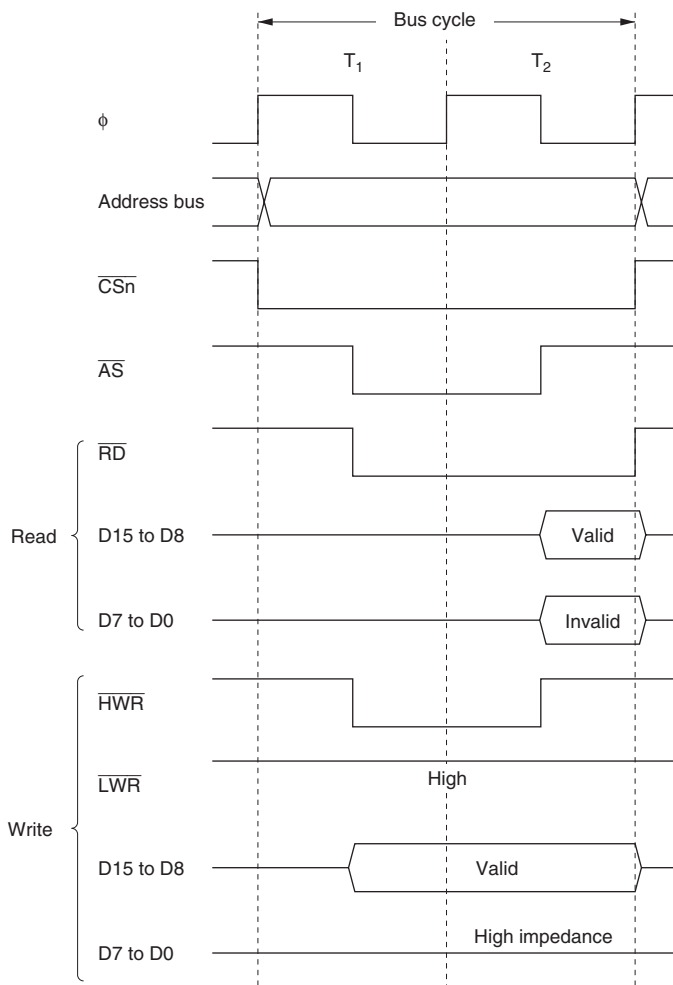 Bus cycle
T1 T2
ϕ
Address bus
CSn
AS
RD
Read
D15 to D8 Valid
D7 to D0 Invalid
HWR
LWR High
Write
D15 to D8 Valid
High impedance
D7 to D0